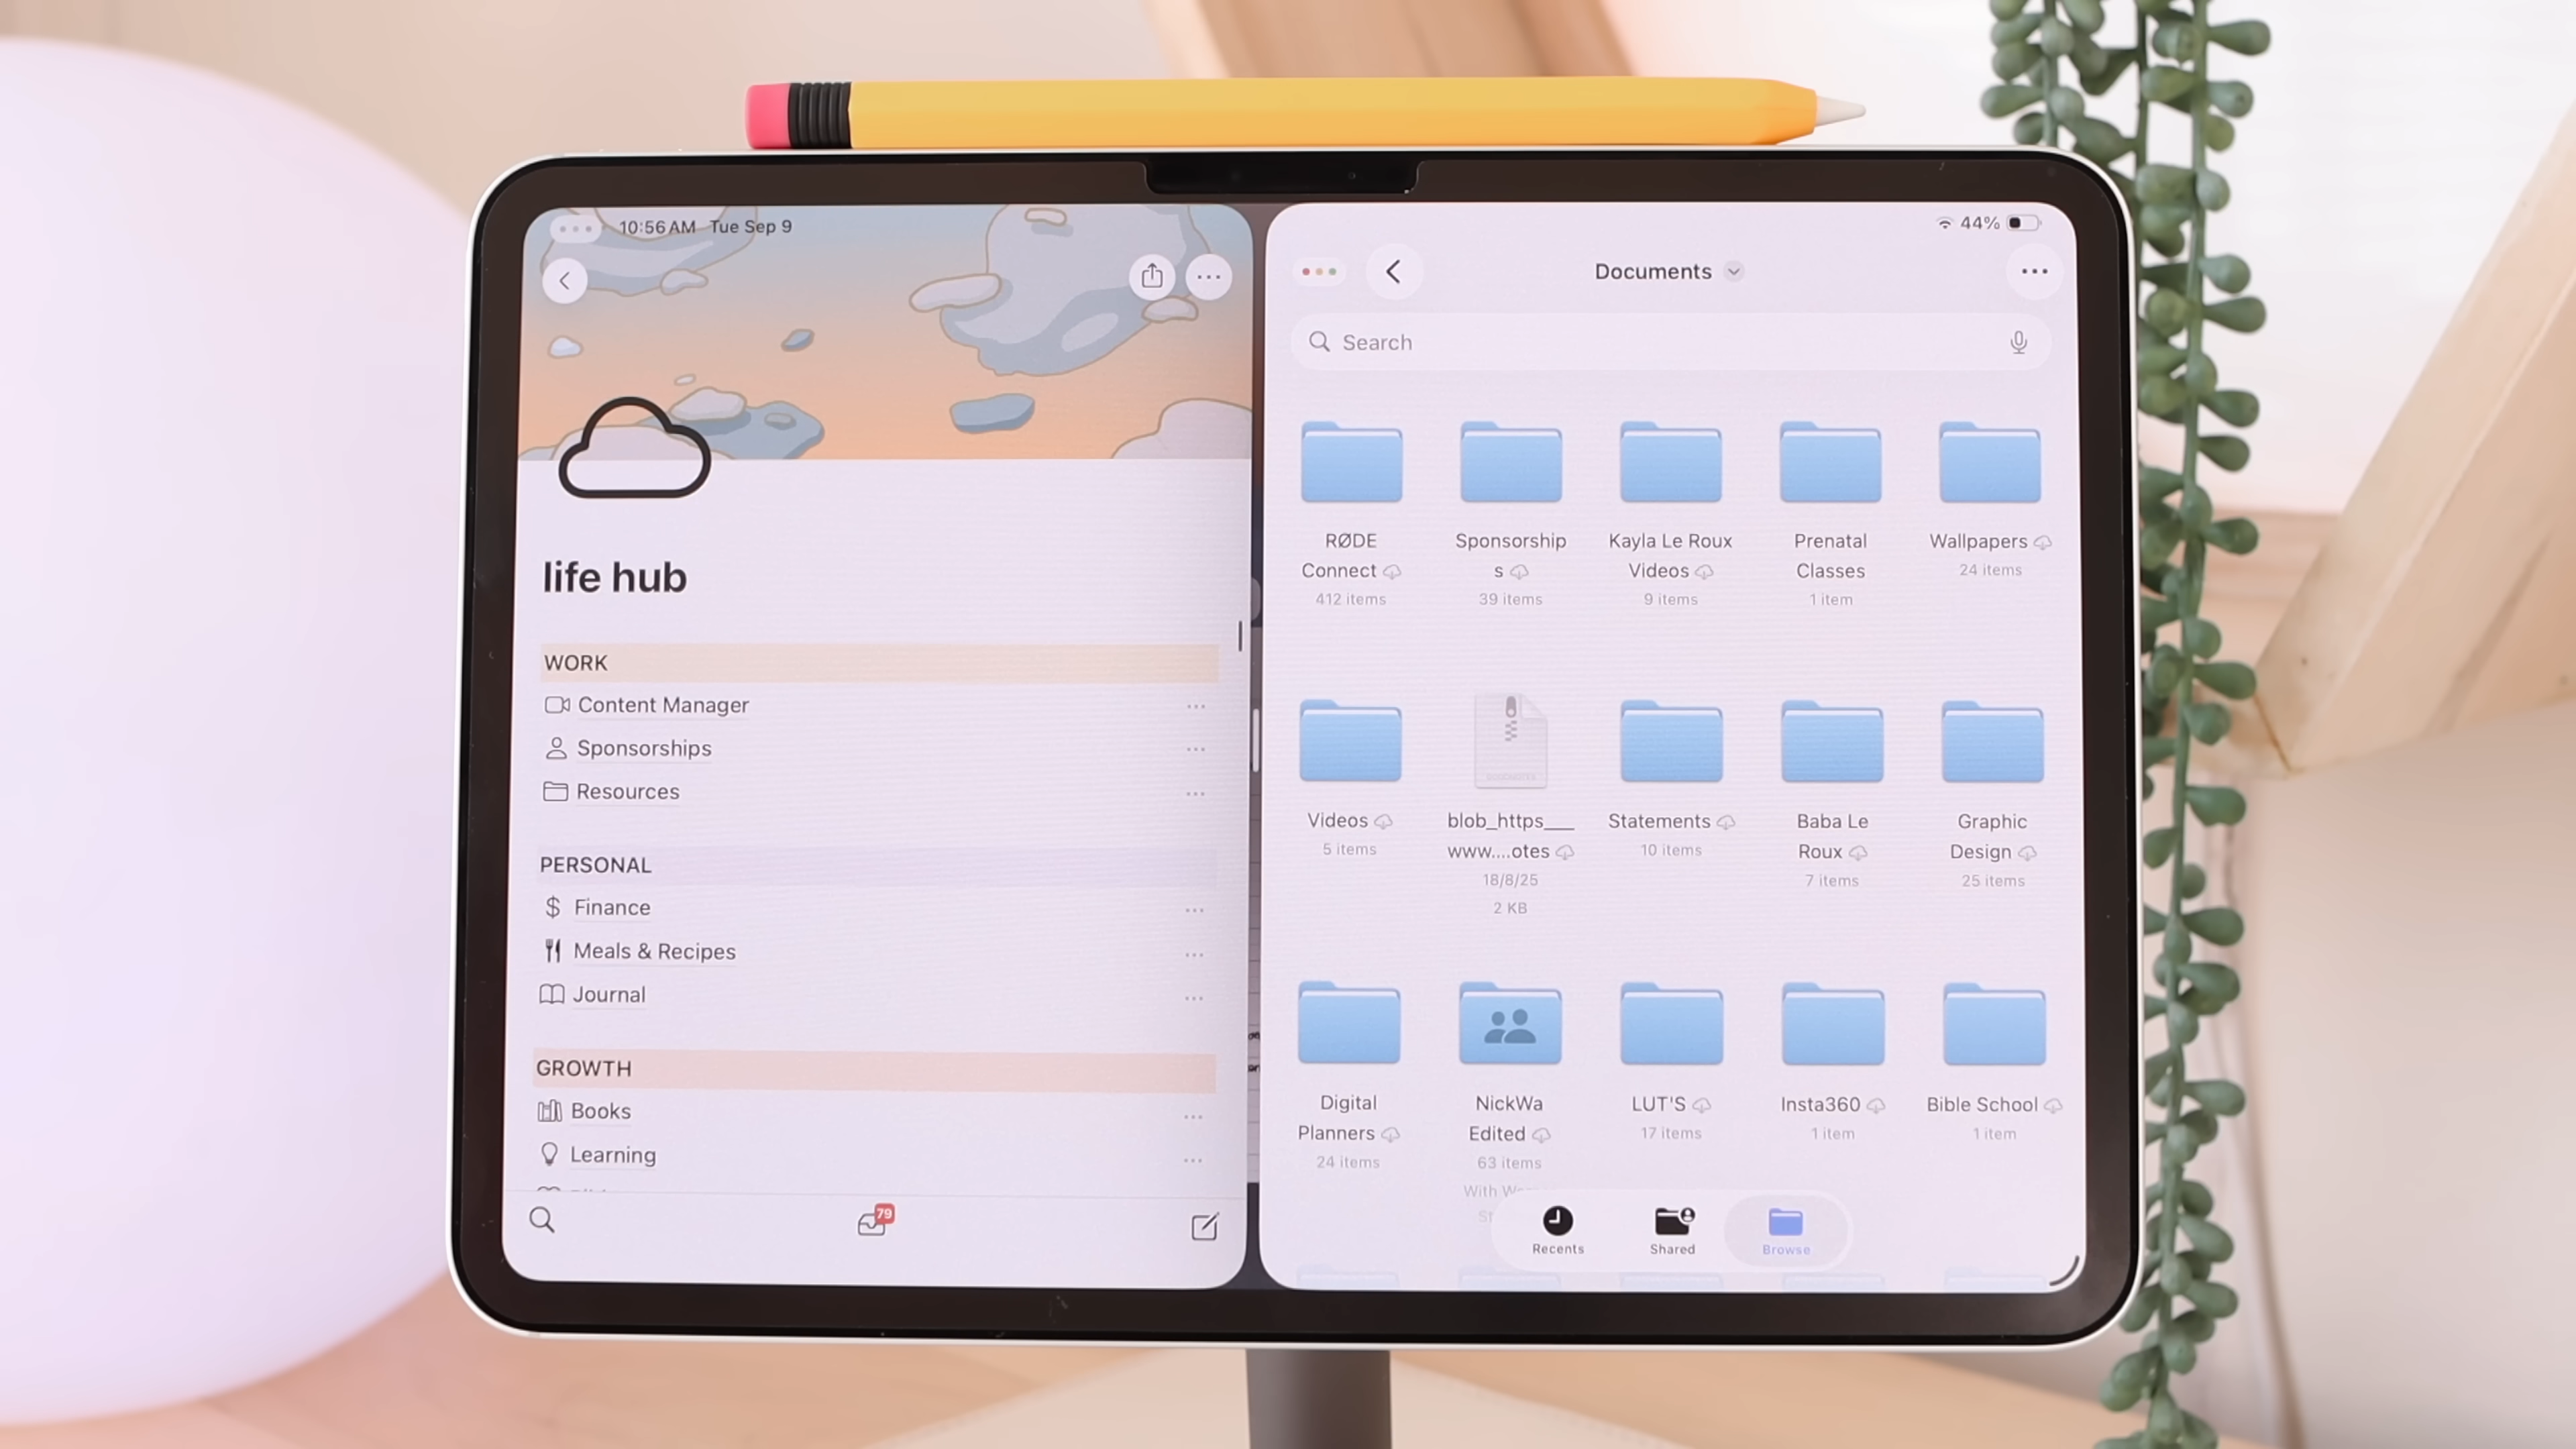 10:56 AM Tue Sep 9
life hub
WORK
Content Manager
Sponsorships
Resources
PERSONAL
Finance
Meals & Recipes
Journal
GROWTH
Books
Learning
79
44%
Documents
Search
RØDE
Connect
412 items
Sponsorship
s
39 items
Kayla Le Roux
Videos
9 items
Prenatal
Classes
1 item
Wallpapers
24 items
Videos
5 items
blob_https___
www....otes
18/8/25
2 KB
Statements
10 items
Baba Le
Roux
7 items
Graphic
Design
25 items
Digital
Planners
24 items
NickWa
Edited
63 items
With
LUT'S
17 items
Insta360
1 item
Bible School
1 item
Recents
Shared
Browse